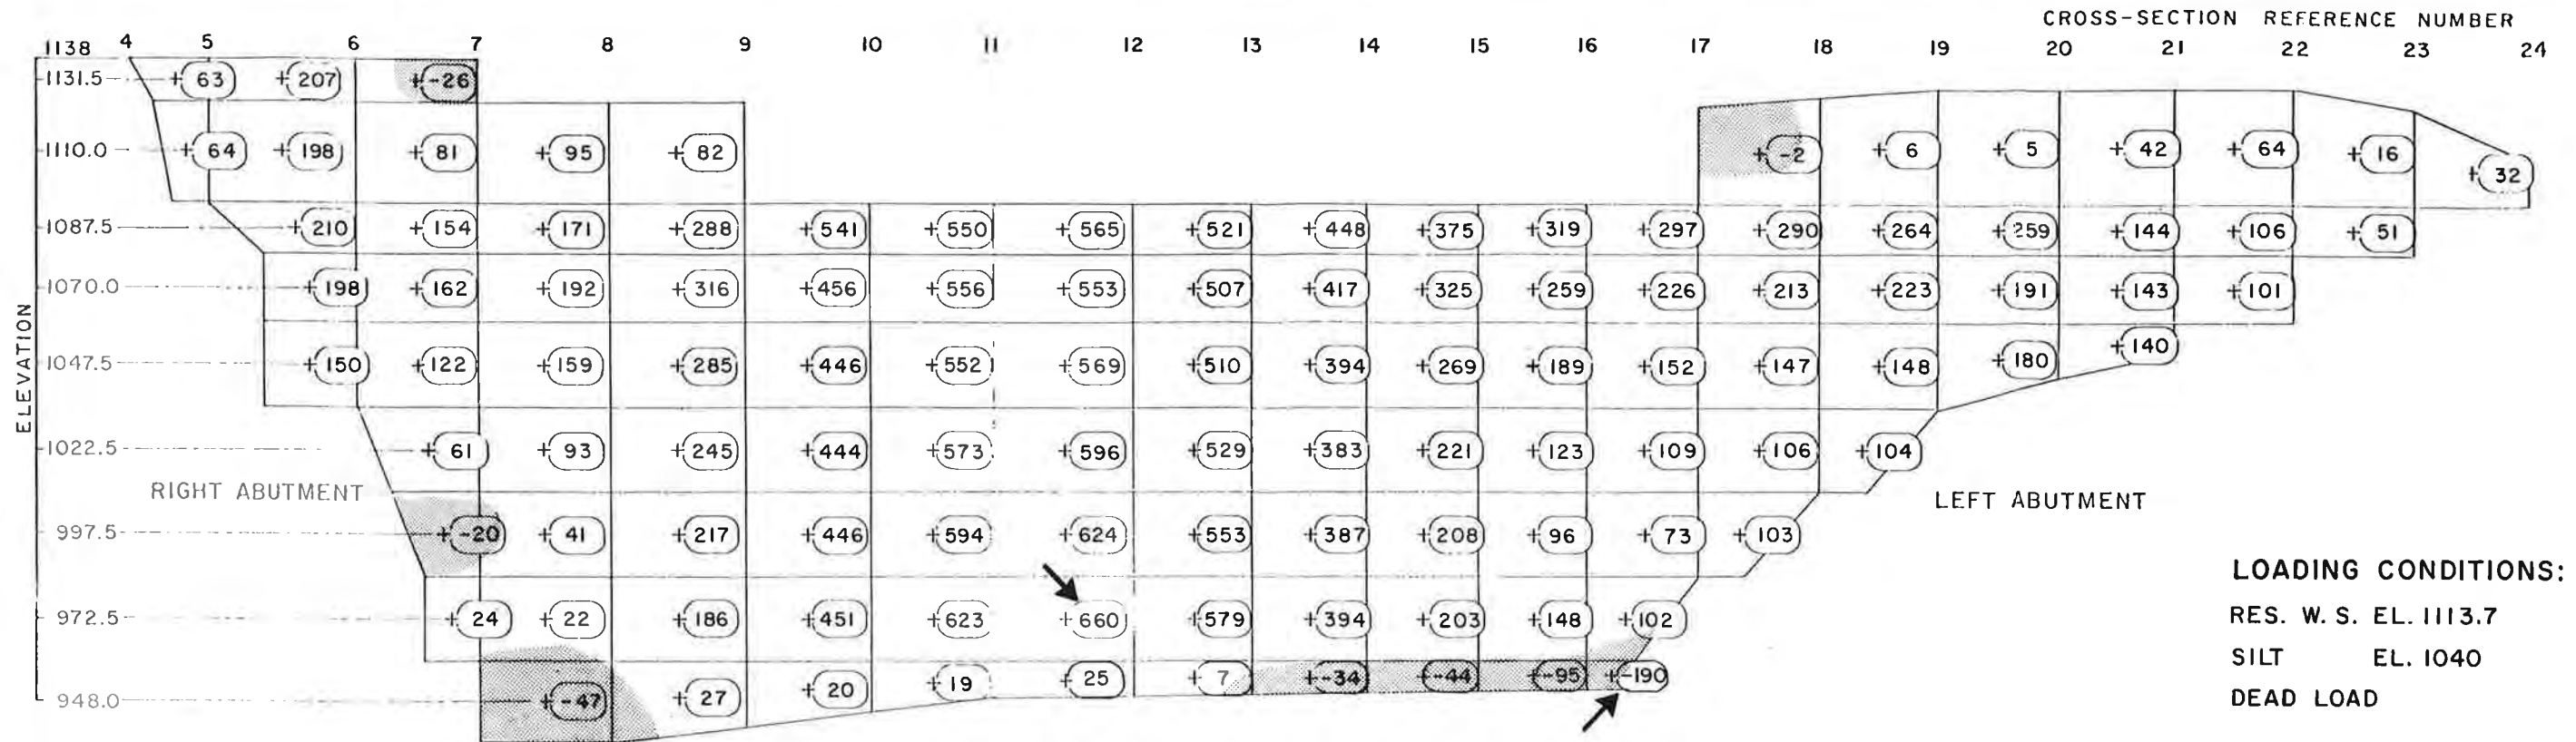 CROSS-SECTION REFERENCE NUMBER
1138 4 5 6 7 8 9 10 11 12 13 14 15 16 17 18 19 20 21 22 23 24
1131.5 + 63 + 207 + -26
1110.0 + 64 + 198 + 81 + 95 + 82 + -2 + 6 + 5 + 42 + 64 + 16 + 32
1087.5 + 210 + 154 + 171 + 288 + 541 + 550 + 565 + 521 + 448 + 375 + 319 + 297 + 290 + 264 + 259 + 144 + 106 + 51
1070.0 + 198 + 162 + 192 + 316 + 456 + 556 + 553 + 507 + 417 + 325 + 259 + 226 + 213 + 223 + 191 + 143 + 101
ELEVATION
1047.5 + 150 + 122 + 159 + 285 + 446 + 552 + 569 + 510 + 394 + 269 + 189 + 152 + 147 + 148 + 180 + 140
1022.5 + 61 + 93 + 245 + 444 + 573 + 596 + 529 + 383 + 221 + 123 + 109 + 106 + 104
RIGHT ABUTMENT
LEFT ABUTMENT
997.5 + -20 + 41 + 217 + 446 + 594 + 624 + 553 + 387 + 208 + 96 + 73 + 103
972.5 + 24 + 22 + 186 + 451 + 623 + 660 + 579 + 394 + 203 + 148 + 102
948.0 + -47 + 27 + 20 + 19 + 25 + 7 + -34 + -44 + -95 + -190
LOADING CONDITIONS:
RES. W. S. EL. 1113.7
SILT EL. 1040
DEAD LOAD